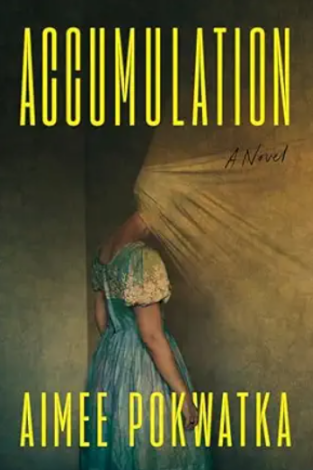 ACCUMULATION
A Novel
AIMEE POKWATKA